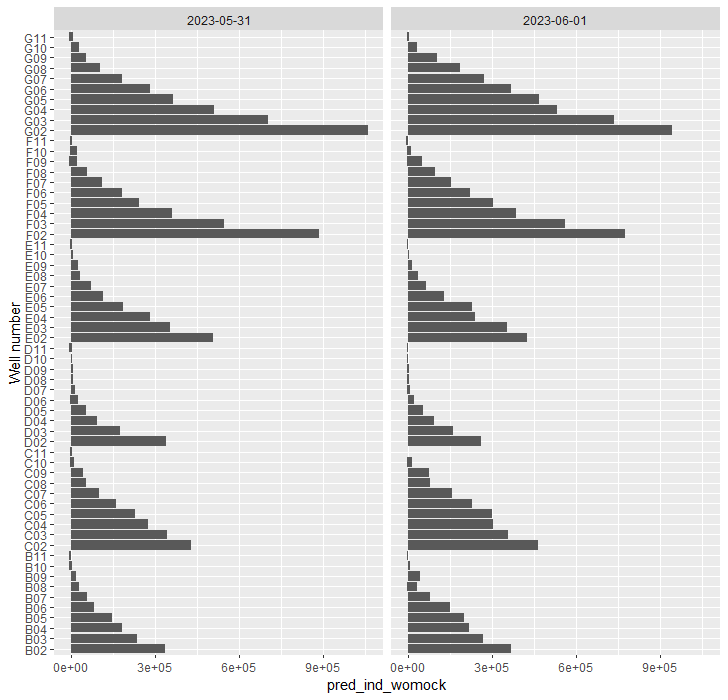 2023-05-31 2023-06-01
G11
G10
G09
G08
G07
G06
G05
G04
G03
G02
F11
F10
F09
F08
F07
F06
F05
F04
F03
F02
E11
E10
E09
E08
E07
E06
E05
E04
E03
E02
D11
D10
D09
D08
D07
D06
D05
D04
D03
D02
C11
C10
C09
C08
C07
C06
C05
C04
C03
C02
B11
B10
B09
B08
B07
B06
B05
B04
B03
B02
Well number
0e+00 3e+05 6e+05 9e+05 0e+00 3e+05 6e+05 9e+05
pred_ind_womock